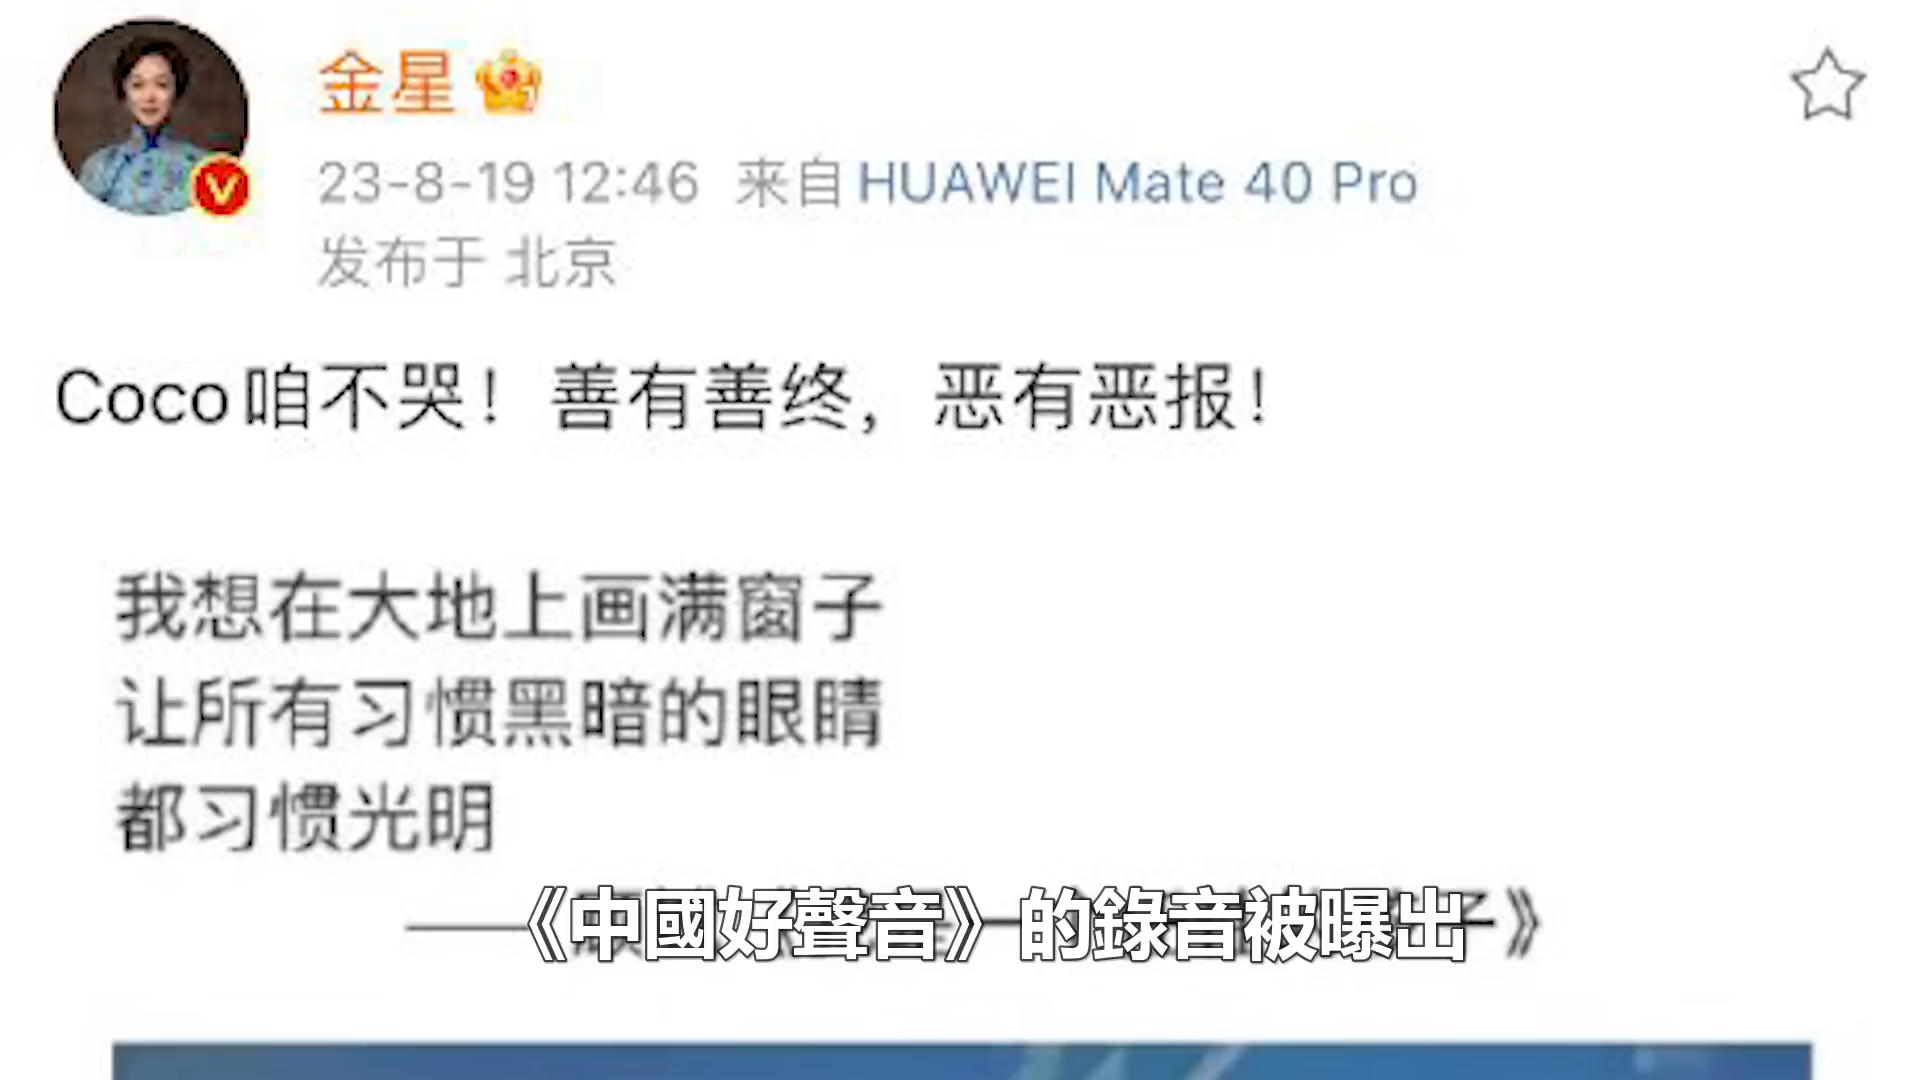 金星
23-8-19 12:46 来自 HUAWEI Mate 40 Pro
发布于 北京
Coco咱不哭！善有善终，恶有恶报！
我想在大地上画满窗子
让所有习惯黑暗的眼睛
都习惯光明
《中國好聲音》的錄音被曝出